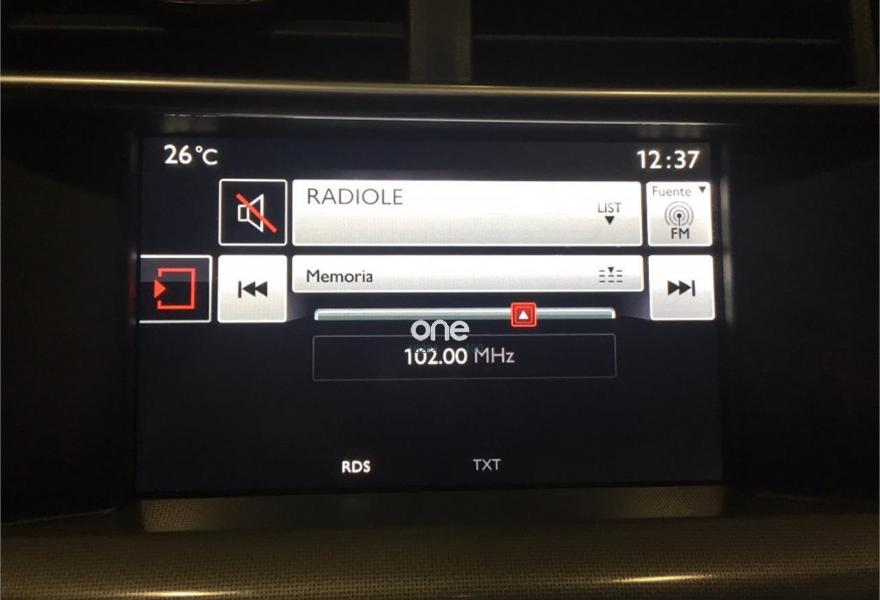 26°C
12:37
RADIOLE
LIST
Fuente
FM
Memoria
one
102.00 MHz
RDS
TXT